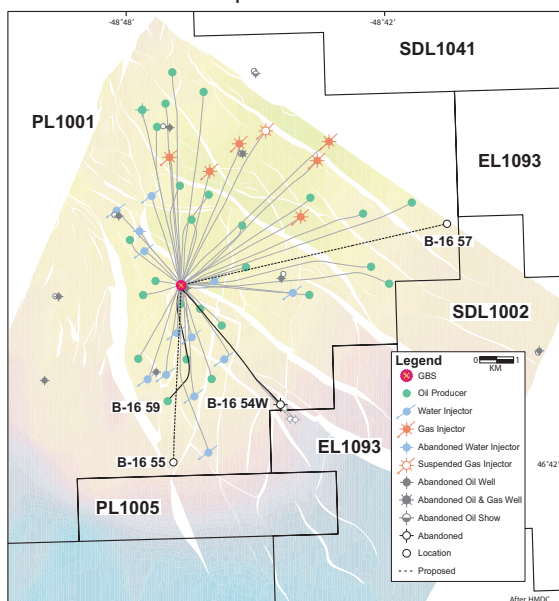 -48°48'
-48°42'
SDL1041
PL1001
EL1093
B-16 57
SDL1002
Legend
0 1
KM
GBS
Oil Producer
Water Injector
Gas Injector
Abandoned Water Injector
Suspended Gas Injector
Abandoned Oil Well
Abandoned Oil & Gas Well
Abandoned Oil Show
Abandoned
Location
Proposed
B-16 59
B-16 54W
EL1093
B-16 55
46°42'
PL1005
After HMDC